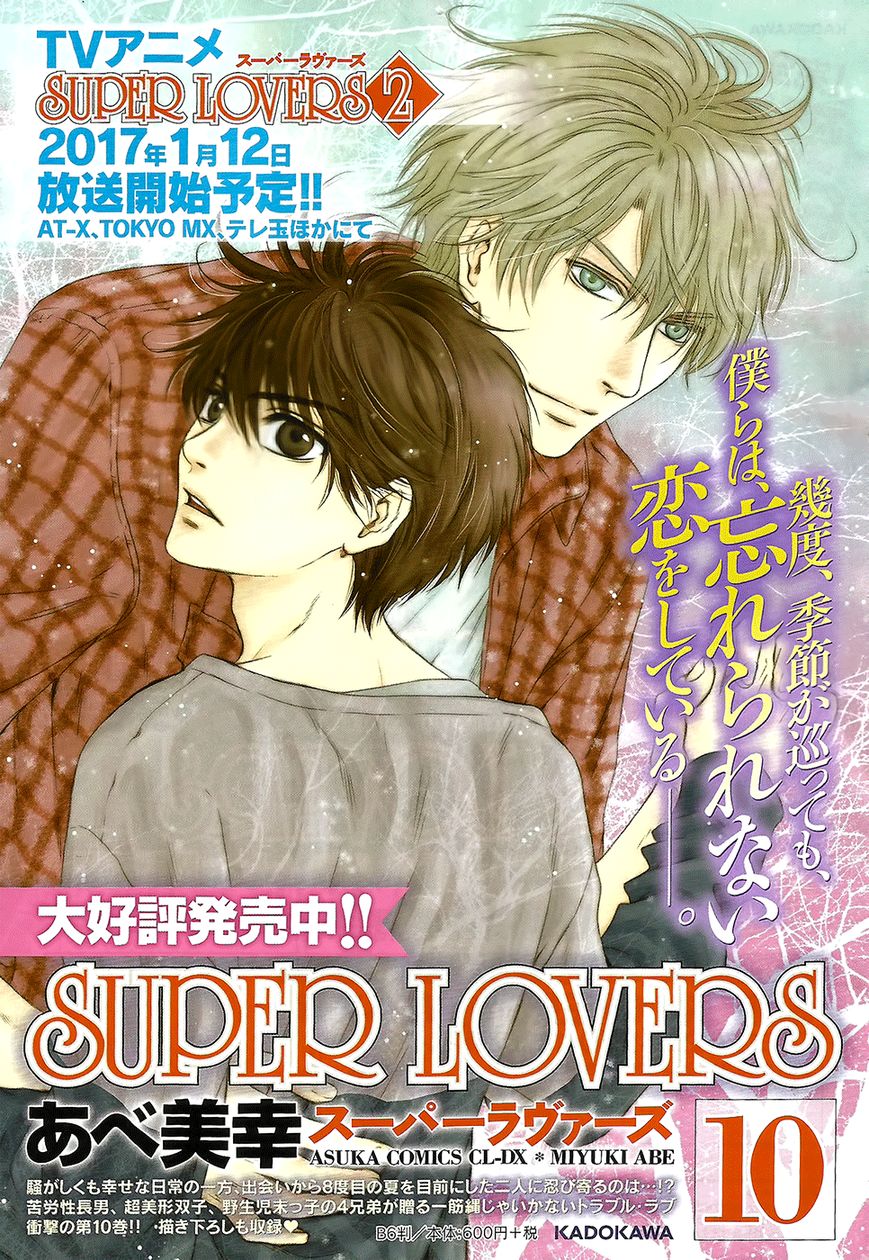 TVアニメ
スーパーラヴァーズ
SUPER LOVERS 2
2017年1月12日
放送開始予定!!
AT-X、TOKYO MX、テレ玉ほかにて
幾度、季節が巡っても、
僕らは、忘れられない
恋をしている――。
大好評発売中!!
SUPER LOVERS
あべ美幸 スーパーラヴァーズ
ASUKA COMICS CL-DX * MIYUKI ABE
10
騒がしくも幸せな日常の一方、出会いから8度目の夏を目前にした二人に忍び寄るのは…!?
苦労性長男、超美形双子、野生児末っ子の4兄弟が贈る一筋縄じゃいかないトラブル・ラブ
衝撃の第10巻!! ・描き下ろしも収録♥
B6判/本体:600円+税 KADOKAWA